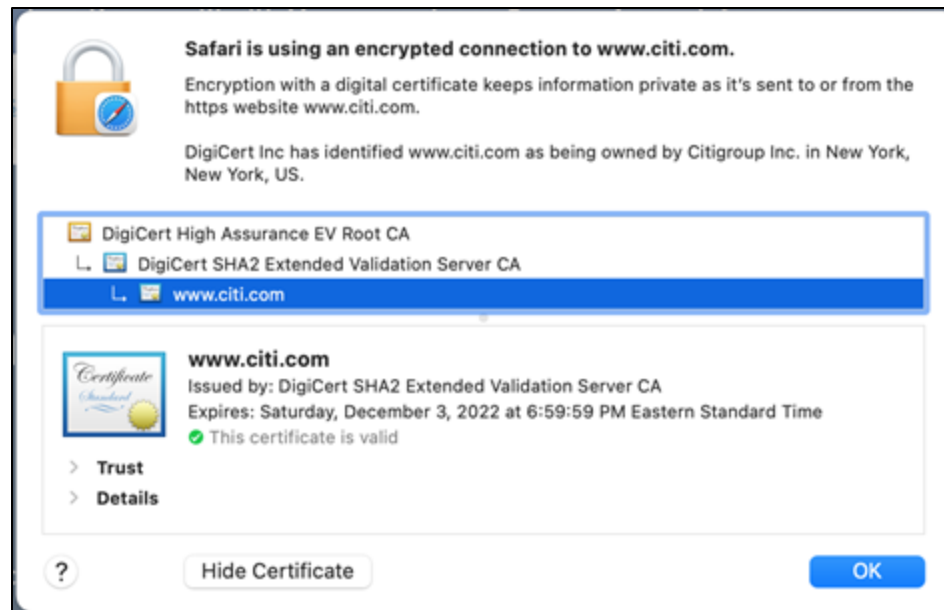 Safari is using an encrypted connection to www.citi.com.
Encryption with a digital certificate keeps information private as it's sent to or from the
https website www.citi.com.
DigiCert Inc has identified www.citi.com as being owned by Citigroup Inc. in New York,
New York, US.
DigiCert High Assurance EV Root CA
DigiCert SHA2 Extended Validation Server CA
www.citi.com
Certificate
Standard
www.citi.com
Issued by: DigiCert SHA2 Extended Validation Server CA
Expires: Saturday, December 3, 2022 at 6:59:59 PM Eastern Standard Time
This certificate is valid
Trust
Details
?
Hide Certificate
OK